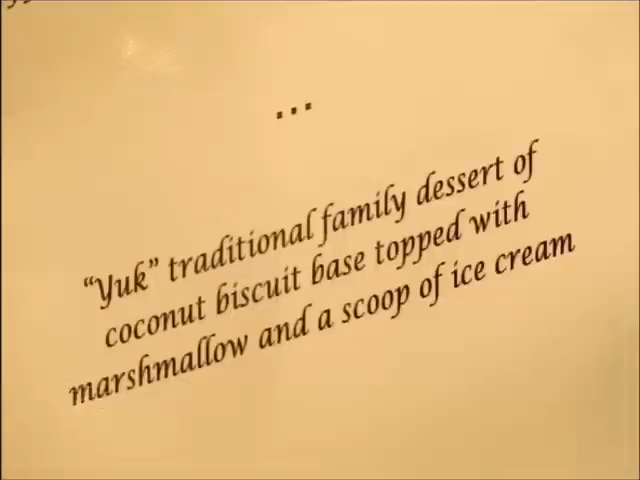 ...
“Yuk” traditional family dessert of
coconut biscuit base topped with
marshmallow and a scoop of ice cream